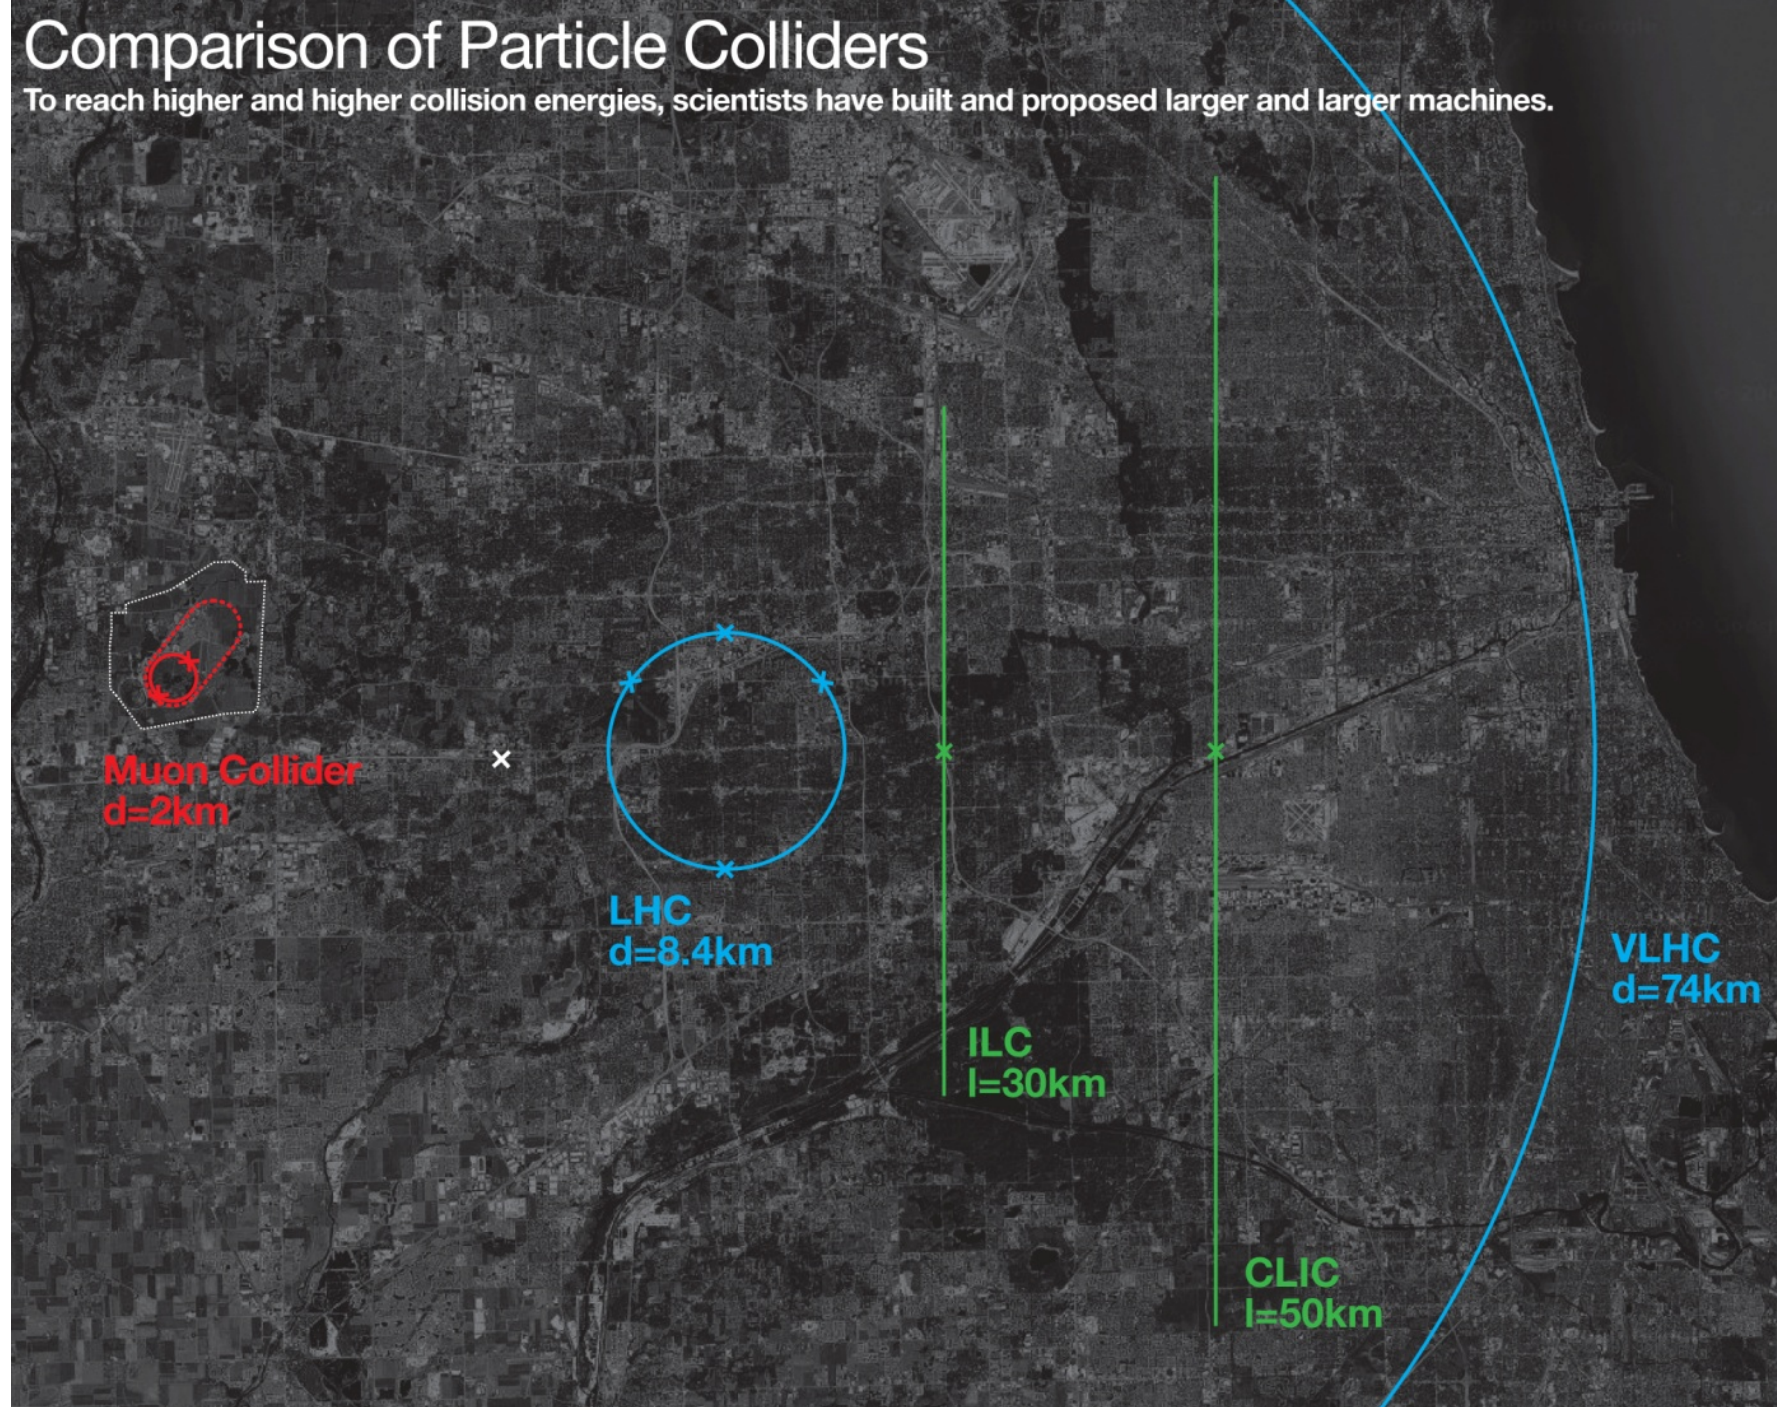 Comparison of Particle Colliders
To reach higher and higher collision energies, scientists have built and proposed larger and larger machines.
Muon Collider
d=2km
LHC
d=8.4km
ILC
l=30km
CLIC
l=50km
VLHC
d=74km